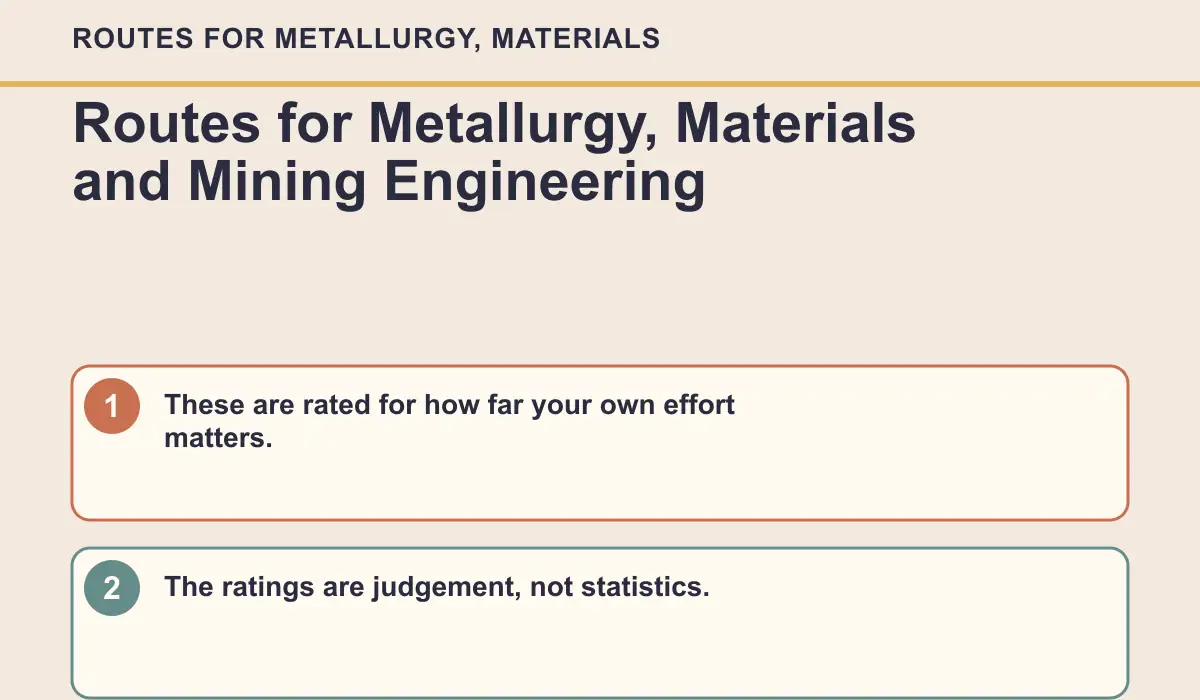 ROUTES FOR METALLURGY, MATERIALS
Routes for Metallurgy, Materials
and Mining Engineering
1
These are rated for how far your own effort
matters.
2
The ratings are judgement, not statistics.